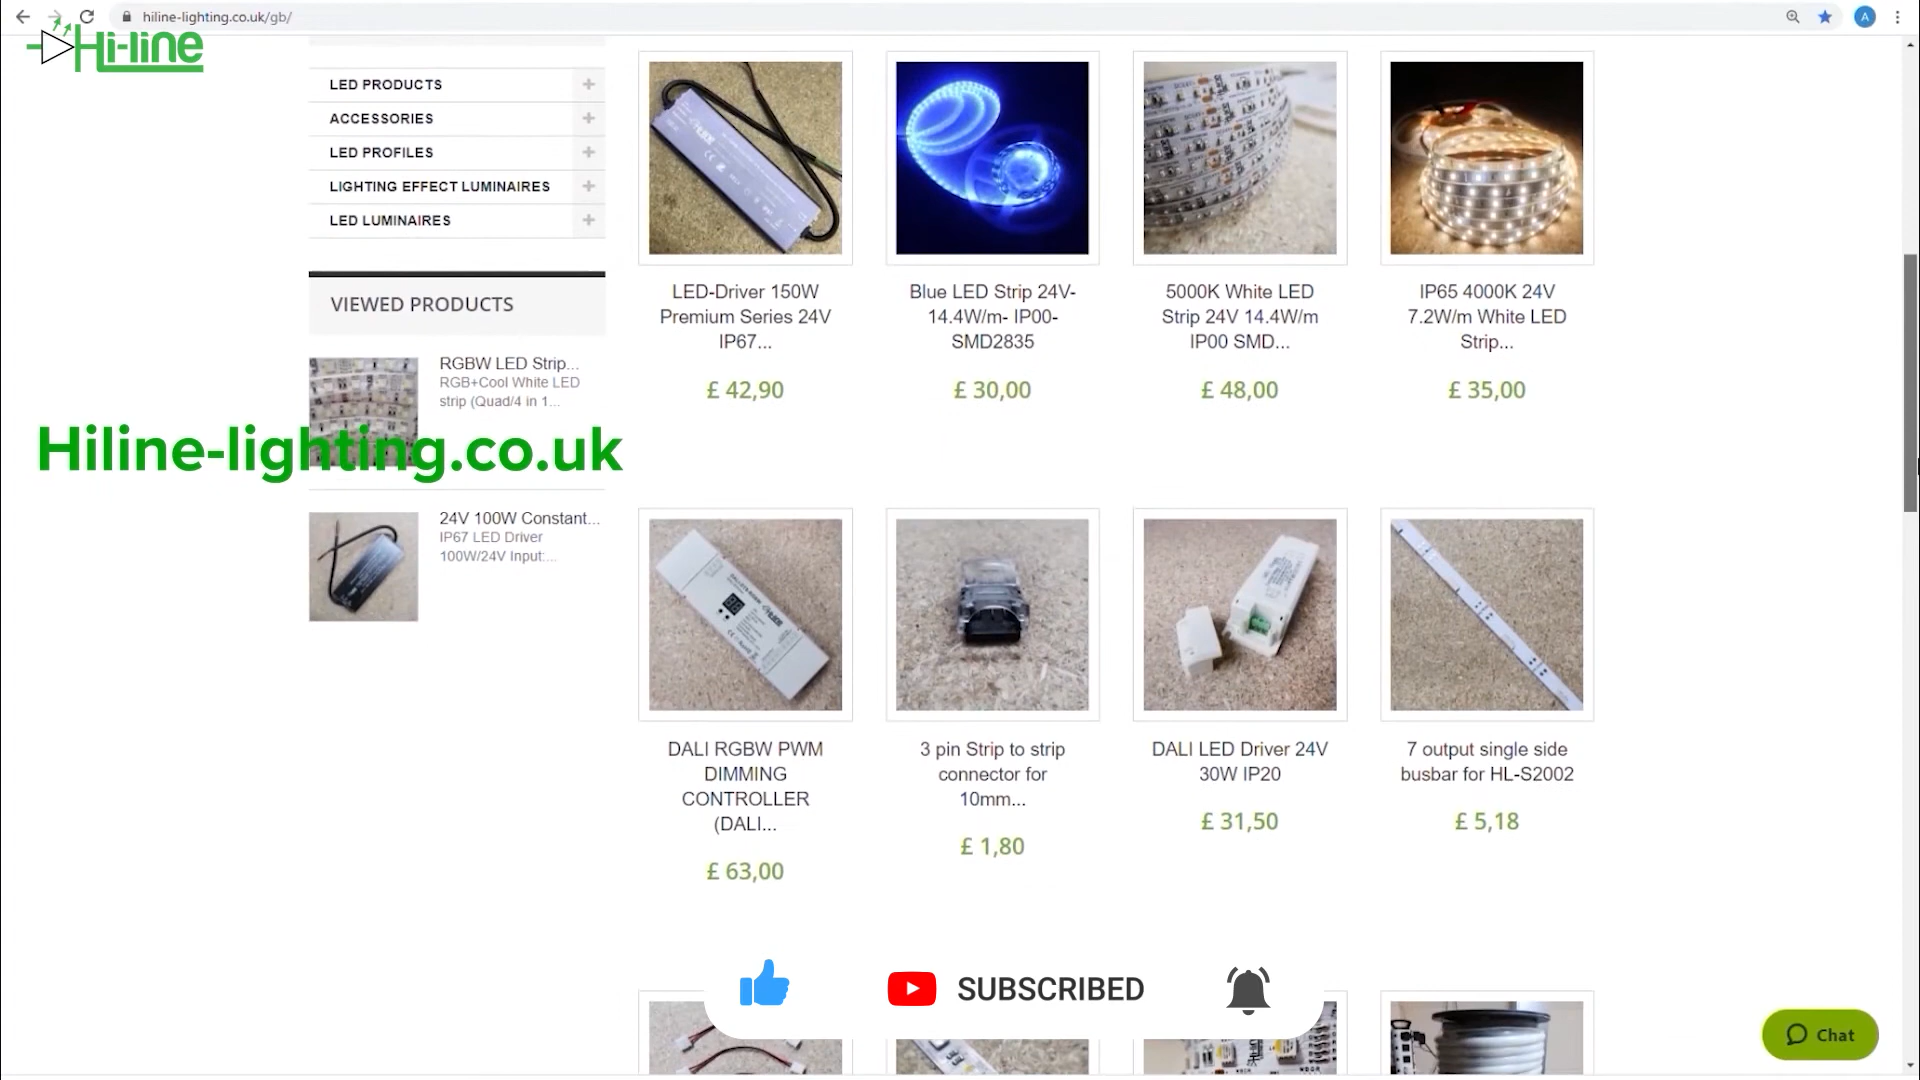 hiline-lighting.co.uk/gb/
A
Hi-line
LED PRODUCTS
ACCESSORIES
LED PROFILES
LIGHTING EFFECT LUMINAIRES
LED LUMINAIRES
VIEWED PRODUCTS
RGBW LED Strip...
RGB+Cool White LED
strip (Quad/4 in 1...
Hiline-lighting.co.uk
24V 100W Constant...
IP67 LED Driver
100W/24V Input:...
LED-Driver 150W
Premium Series 24V
IP67...
£ 42,90
Blue LED Strip 24V-
14.4W/m- IP00-
SMD2835
£ 30,00
5000K White LED
Strip 24V 14.4W/m
IP00 SMD...
£ 48,00
IP65 4000K 24V
7.2W/m White LED
Strip...
£ 35,00
DALI RGBW PWM
DIMMING
CONTROLLER
(DALI...
£ 63,00
3 pin Strip to strip
connector for
10mm...
£ 1,80
DALI LED Driver 24V
30W IP20
£ 31,50
7 output single side
busbar for HL-S2002
£ 5,18
SUBSCRIBED
Chat